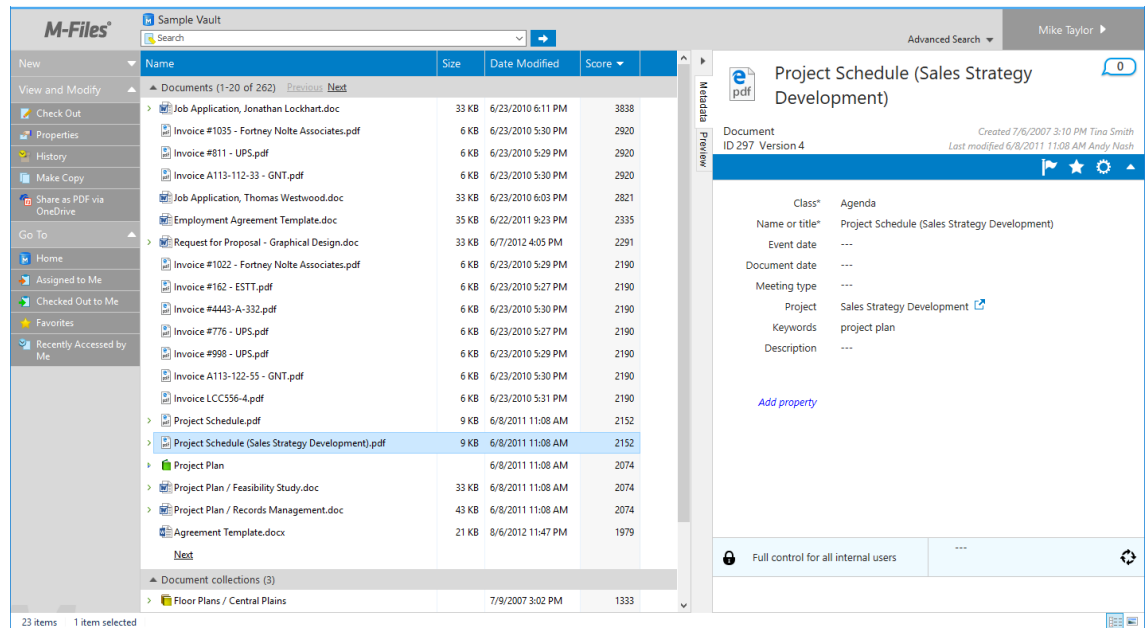 M-Files®
Sample Vault
Search
Advanced Search
Mike Taylor
New
View and Modify
Check Out
Properties
History
Make Copy
Share as PDF via
OneDrive
Go To
Home
Assigned to Me
Checked Out to Me
Favorites
Recently Accessed by
Me
Name Size Date Modified Score
Documents (1-20 of 262) Previous Next
Job Application, Jonathan Lockhart.doc 33 KB 6/23/2010 6:11 PM 3838
Invoice #1035 - Fortney Nolte Associates.pdf 6 KB 6/23/2010 5:30 PM 2920
Invoice #811 - UPS.pdf 6 KB 6/23/2010 5:29 PM 2920
Invoice A113-112-33 - GNT.pdf 6 KB 6/23/2010 5:30 PM 2920
Job Application, Thomas Westwood.doc 33 KB 6/23/2010 6:03 PM 2821
Employment Agreement Template.doc 35 KB 6/22/2011 9:23 PM 2335
Request for Proposal - Graphical Design.doc 33 KB 6/7/2012 4:05 PM 2291
Invoice #1022 - Fortney Nolte Associates.pdf 6 KB 6/23/2010 5:29 PM 2190
Invoice #162 - ESTT.pdf 6 KB 6/23/2010 5:27 PM 2190
Invoice #4443-A-332.pdf 6 KB 6/23/2010 5:30 PM 2190
Invoice #776 - UPS.pdf 6 KB 6/23/2010 5:27 PM 2190
Invoice #998 - UPS.pdf 6 KB 6/23/2010 5:29 PM 2190
Invoice A113-122-55 - GNT.pdf 6 KB 6/23/2010 5:30 PM 2190
Invoice LCC556-4.pdf 6 KB 6/23/2010 5:31 PM 2190
Project Schedule.pdf 9 KB 6/8/2011 11:08 AM 2152
Project Schedule (Sales Strategy Development).pdf 9 KB 6/8/2011 11:08 AM 2152
Project Plan 6/8/2011 11:08 AM 2074
Project Plan / Feasibility Study.doc 33 KB 6/8/2011 11:08 AM 2074
Project Plan / Records Management.doc 43 KB 6/8/2011 11:08 AM 2074
Agreement Template.docx 21 KB 8/6/2012 11:47 PM 1979
Next
Document collections (3)
Floor Plans / Central Plains 7/9/2007 3:02 PM 1333
Metadata
Preview
pdf
Project Schedule (Sales Strategy
Development)
0
Document
ID 297 Version 4
Created 7/6/2007 3:10 PM Tina Smith
Last modified 6/8/2011 11:08 AM Andy Nash
Class* Agenda
Name or title* Project Schedule (Sales Strategy Development)
Event date ---
Document date ---
Meeting type ---
Project Sales Strategy Development
Keywords project plan
Description ---
Add property
Full control for all internal users ---
23 items 1 item selected